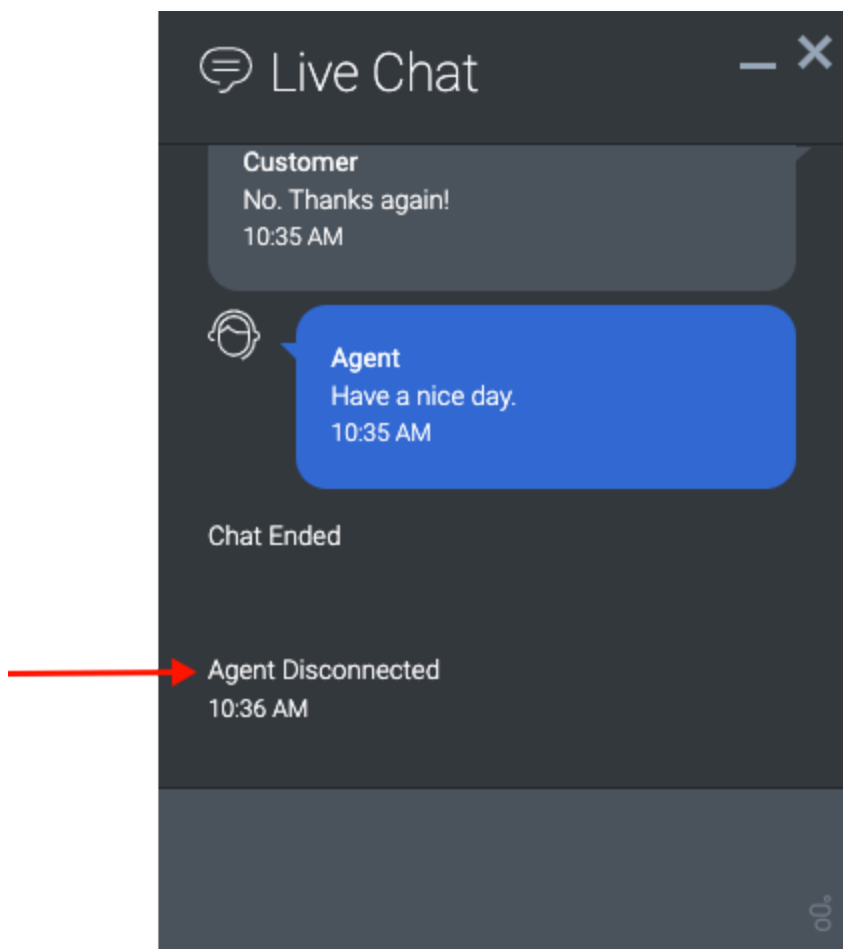 Live Chat
Customer
No. Thanks again!
10:35 AM
Agent
Have a nice day.
10:35 AM
Chat Ended
Agent Disconnected
10:36 AM